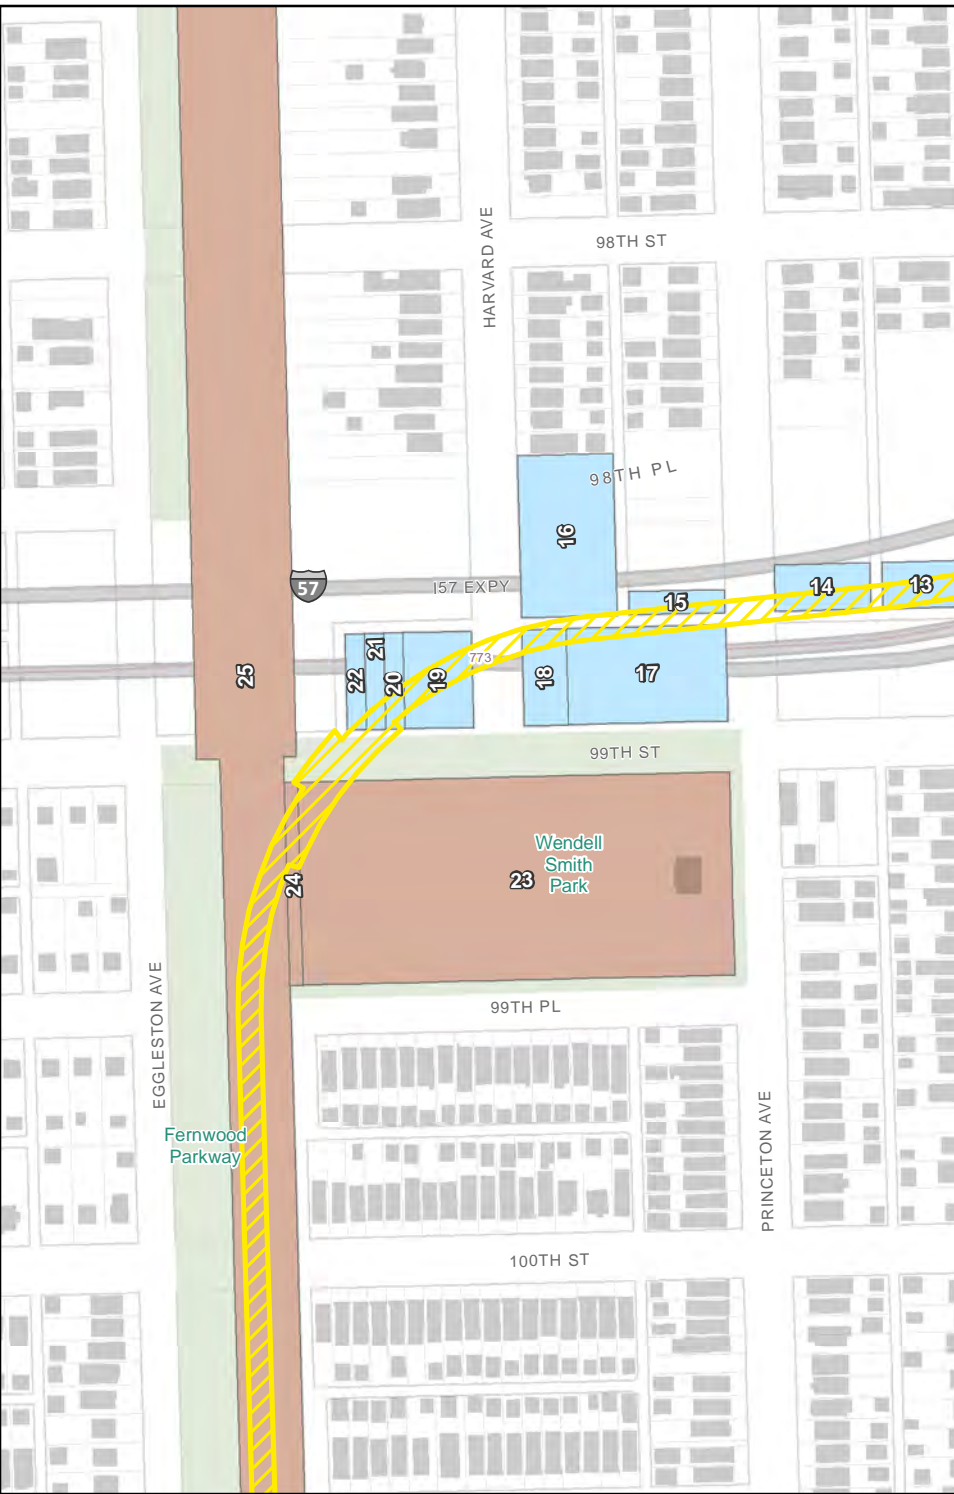 HARVARD AVE
98TH ST
98TH PL
16
57
I57 EXPY
15
14
13
25
22
21
20
19
773
18
17
99TH ST
Wendell
Smith
Park
23
24
99TH PL
EGGLESTON AVE
Fernwood
Parkway
PRINCETON AVE
100TH ST